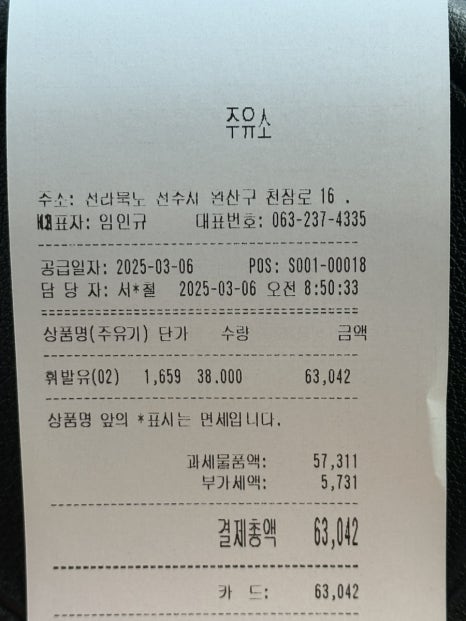 주유소
주소: 전라북도 전주시 완산구 천잠로 16 .
대표자: 임인규 대표번호: 063-237-4335
공급일자: 2025-03-06 POS: S001-00018
담 당 자: 서*철 2025-03-06 오전 8:50:33
상품명(주유기) 단가 수량 금액
휘발유(02) 1,659 38.000 63,042
상품명 앞의 *표시는 면세입니다.
과세물품액: 57,311
부가세액: 5,731
결제총액 63,042
카 드: 63,042